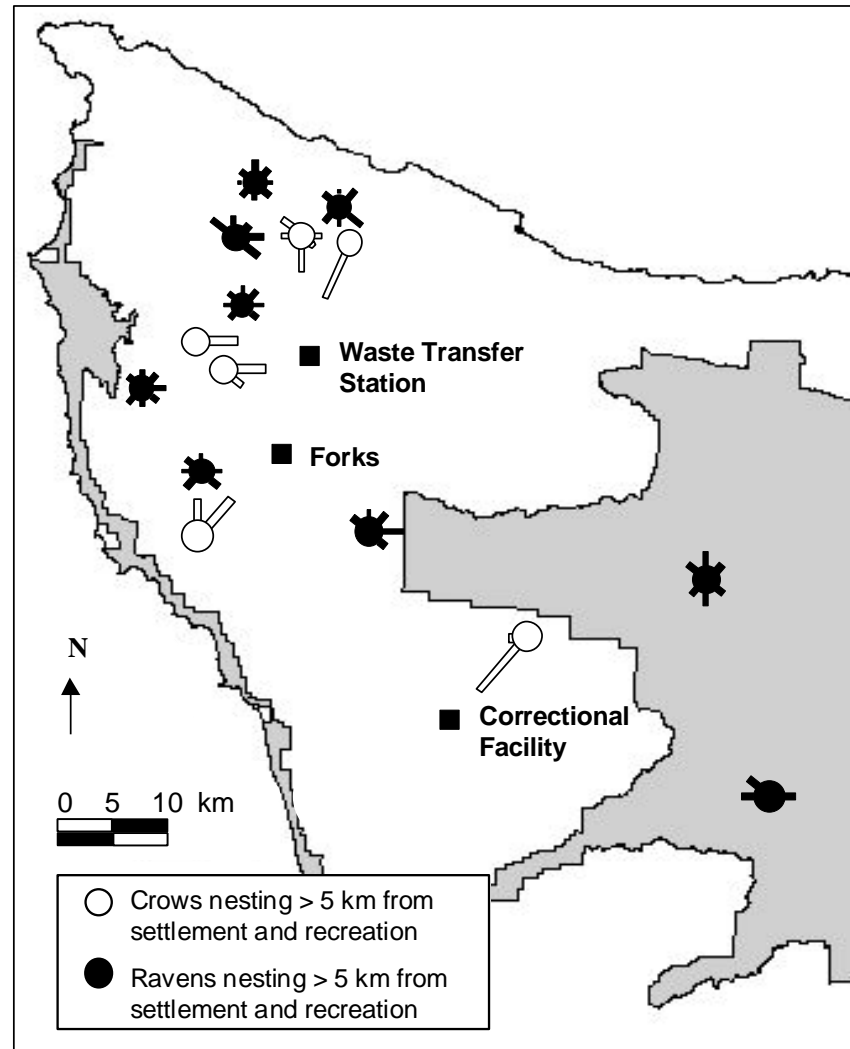 Waste Transfer
Station
Forks
N
Correctional
Facility
0 5 10 km
Crows nesting > 5 km from
settlement and recreation
Ravens nesting > 5 km from
settlement and recreation